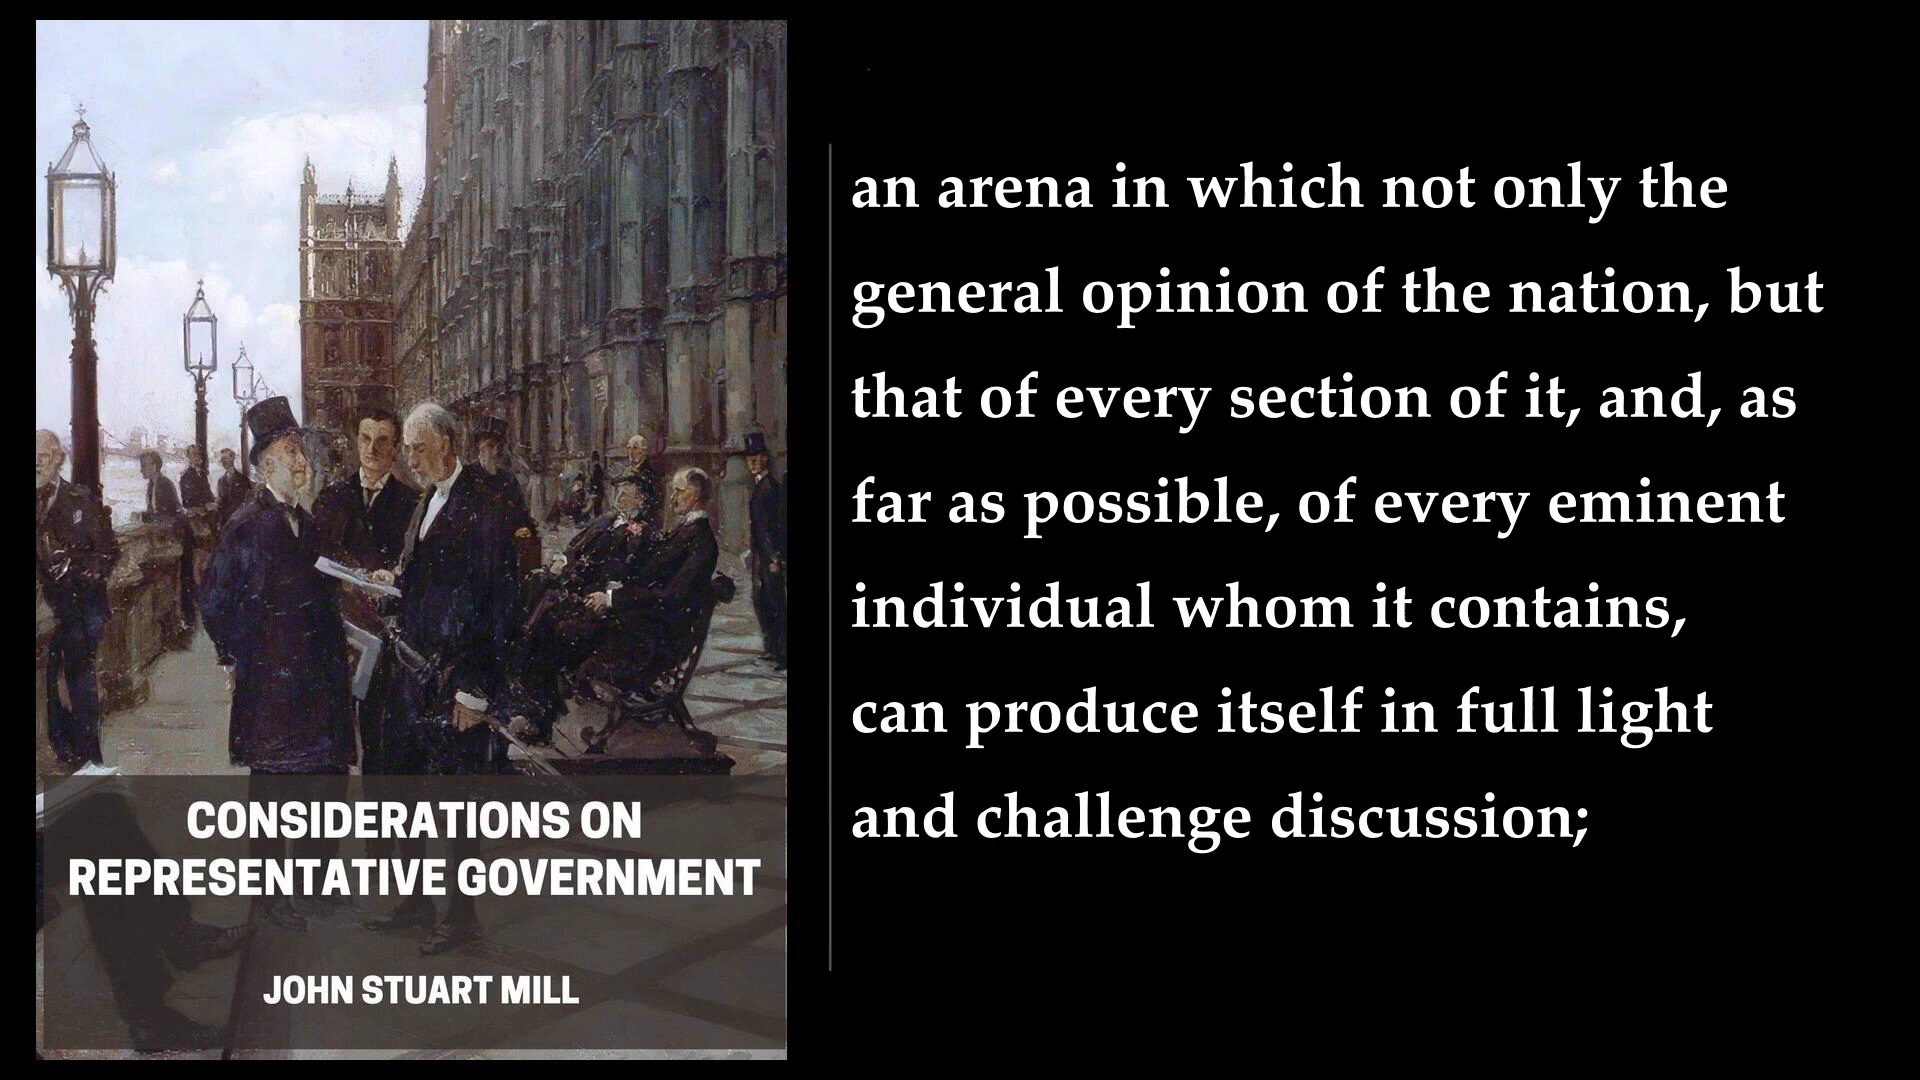 CONSIDERATIONS ON
REPRESENTATIVE GOVERNMENT
JOHN STUART MILL
an arena in which not only the
general opinion of the nation, but
that of every section of it, and, as
far as possible, of every eminent
individual whom it contains,
can produce itself in full light
and challenge discussion;